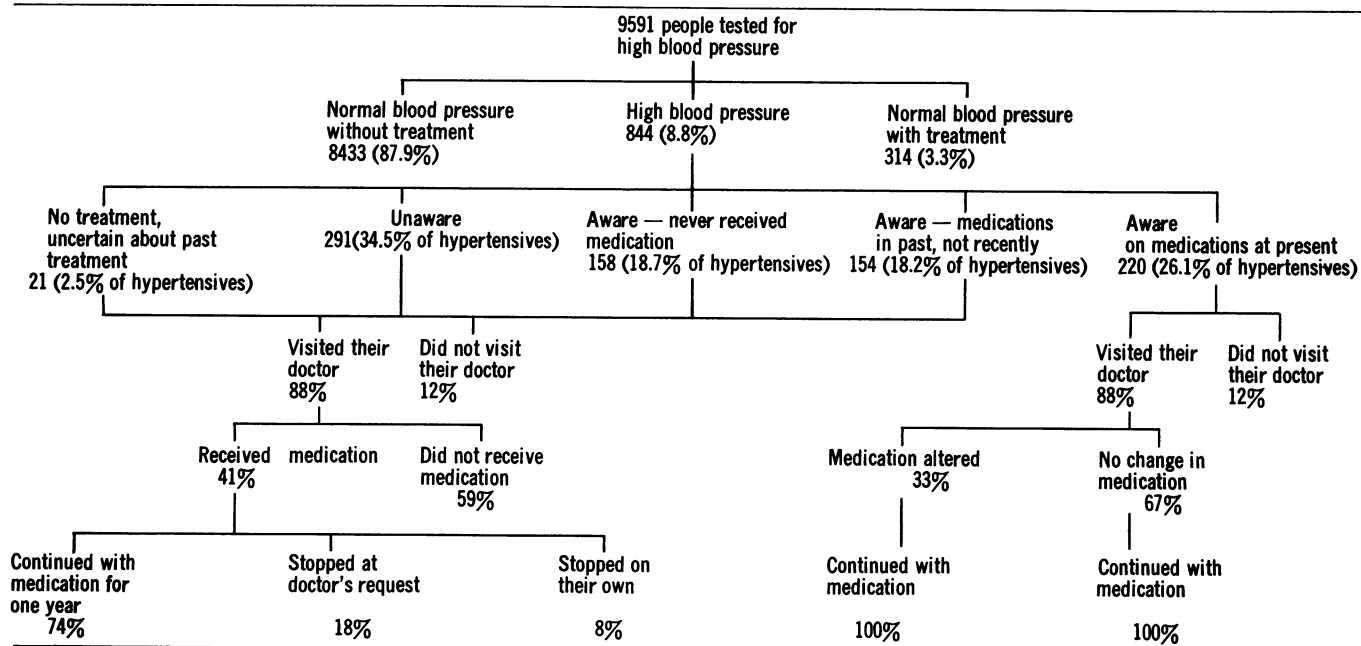 9591 people tested for
high blood pressure
Normal blood pressure
without treatment
8433 (87.9%)
High blood pressure
844 (8.8%)
Normal blood pressure
with treatment
314 (3.3%)
No treatment,
uncertain about past
treatment
21 (2.5% of hypertensives)
Unaware
291(34.5% of hypertensives)
Aware — never received
medication
158 (18.7% of hypertensives)
Aware — medications
in past, not recently
154 (18.2% of hypertensives)
Aware
on medications at present
220 (26.1% of hypertensives)
Visited their
doctor
88%
Did not visit
their doctor
12%
Visited their
doctor
88%
Did not visit
their doctor
12%
Received medication
41%
Did not receive
medication
59%
Medication altered
33%
No change in
medication
67%
Continued with
medication for
one year
74%
Stopped at
doctor's request
18%
Stopped on
their own
8%
Continued with
medication
100%
Continued with
medication
100%